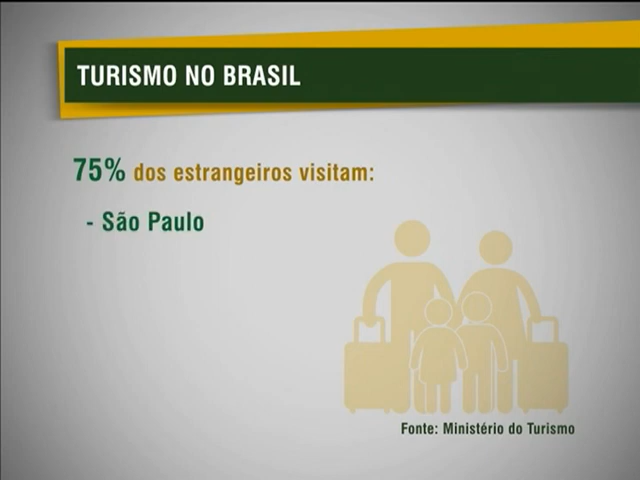 TURISMO NO BRASIL
75% dos estrangeiros visitam:
- São Paulo
Fonte: Ministério do Turismo